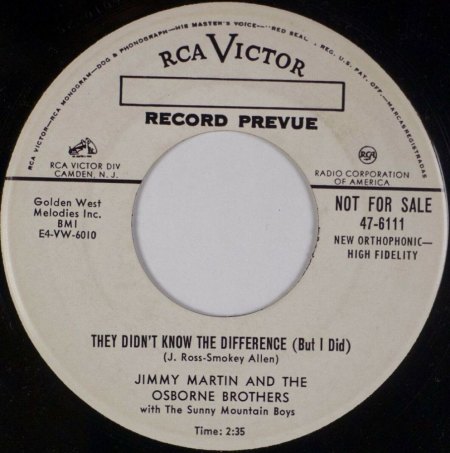 RCA VICTOR—RCA MONOGRAM—DOG & PHONOGRAPH—HIS MASTER'S VOICE—"RED SEAL, REG. U.S. PAT. OFF.—MARCAS REGISTRADAS
RCA VICTOR
RECORD PREVUE
RCA VICTOR DIV
CAMDEN, N. J.
RCA
RADIO CORPORATION
OF AMERICA
Golden West
Melodies Inc.
BMI
E4-VW-6010
NOT FOR SALE
47-6111
NEW ORTHOPHONIC—
HIGH FIDELITY
THEY DIDN'T KNOW THE DIFFERENCE (But I Did)
(J. Ross-Smokey Allen)
JIMMY MARTIN AND THE
OSBORNE BROTHERS
with The Sunny Mountain Boys
Time: 2:35